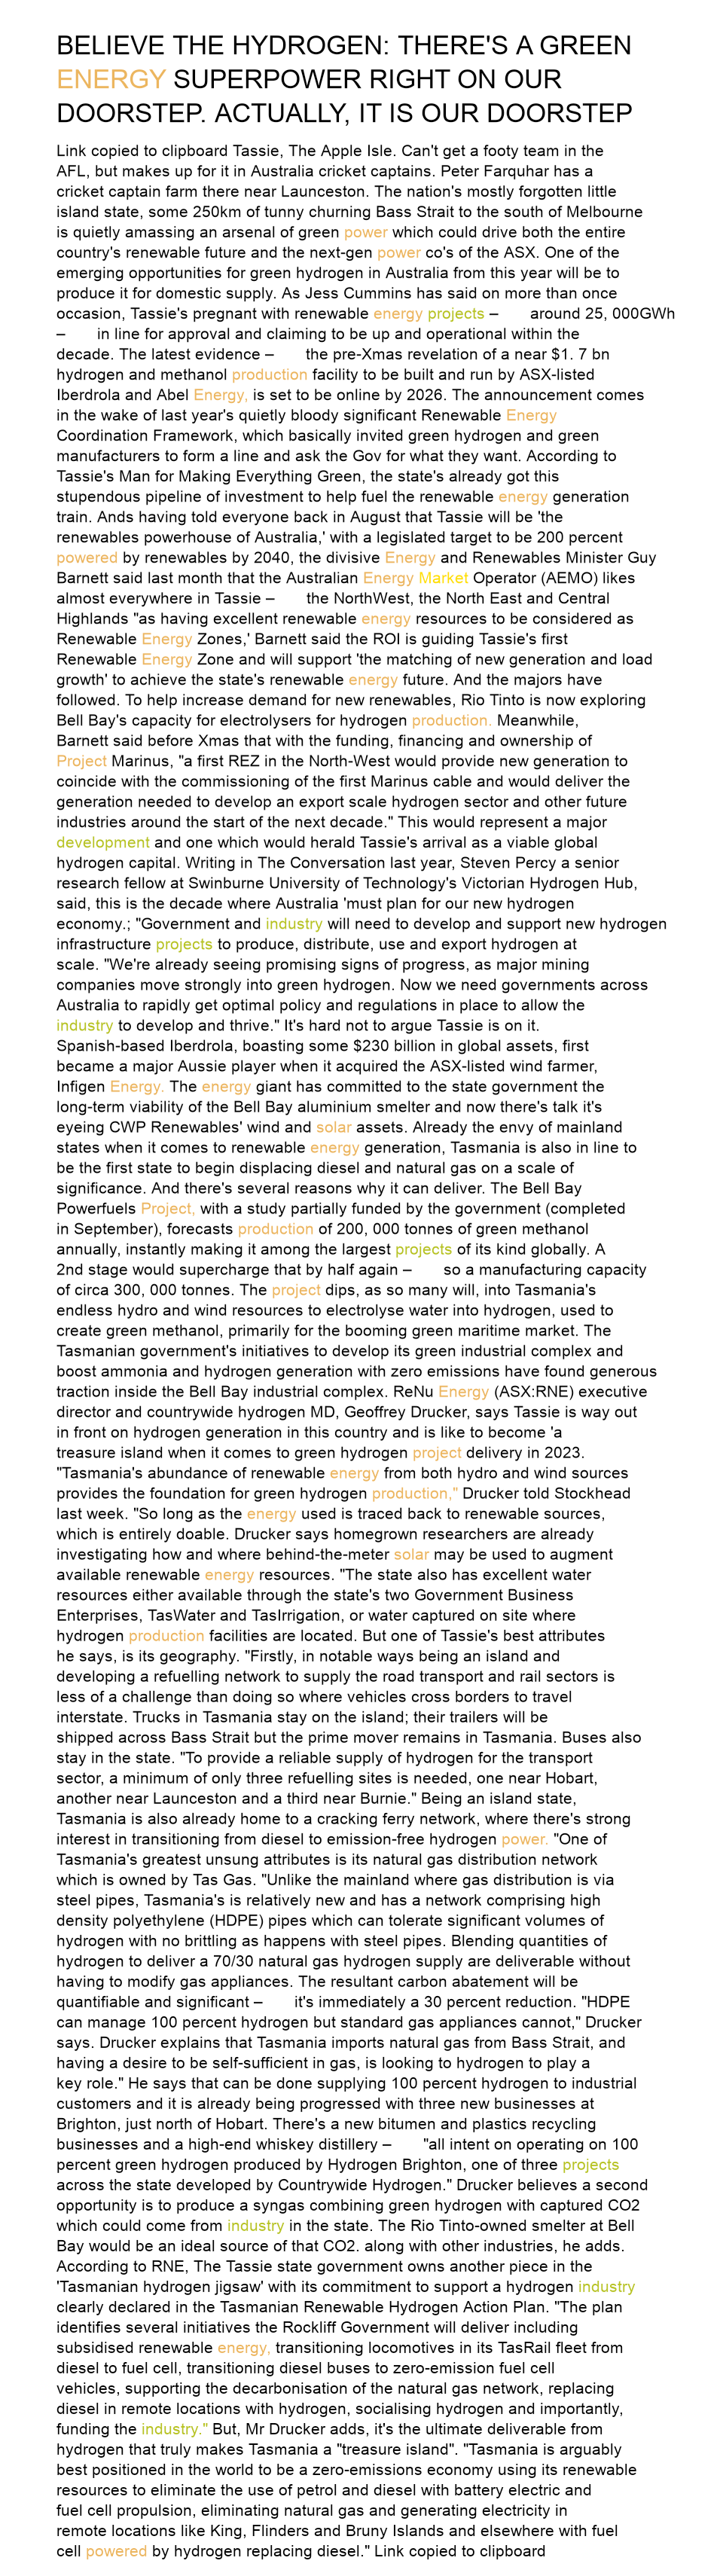 BELIEVE THE HYDROGEN: THERE'S A GREEN
ENERGY SUPERPOWER RIGHT ON OUR
DOORSTEP. ACTUALLY, IT IS OUR DOORSTEP
Link copied to clipboard Tassie, The Apple Isle. Can't get a footy team in the
AFL, but makes up for it in Australia cricket captains. Peter Farquhar has a
cricket captain farm there near Launceston. The nation's mostly forgotten little
island state, some 250km of tunny churning Bass Strait to the south of Melbourne
is quietly amassing an arsenal of green power which could drive both the entire
country's renewable future and the next-gen power co's of the ASX. One of the
emerging opportunities for green hydrogen in Australia from this year will be to
produce it for domestic supply. As Jess Cummins has said on more than once
occasion, Tassie's pregnant with renewable energy projects – around 25, 000GWh
– in line for approval and claiming to be up and operational within the
decade. The latest evidence – the pre-Xmas revelation of a near $1. 7 bn
hydrogen and methanol production facility to be built and run by ASX-listed
Iberdrola and Abel Energy, is set to be online by 2026. The announcement comes
in the wake of last year's quietly bloody significant Renewable Energy
Coordination Framework, which basically invited green hydrogen and green
manufacturers to form a line and ask the Gov for what they want. According to
Tassie's Man for Making Everything Green, the state's already got this
stupendous pipeline of investment to help fuel the renewable energy generation
train. Ands having told everyone back in August that Tassie will be 'the
renewables powerhouse of Australia,' with a legislated target to be 200 percent
powered by renewables by 2040, the divisive Energy and Renewables Minister Guy
Barnett said last month that the Australian Energy Market Operator (AEMO) likes
almost everywhere in Tassie – the NorthWest, the North East and Central
Highlands "as having excellent renewable energy resources to be considered as
Renewable Energy Zones,' Barnett said the ROI is guiding Tassie's first
Renewable Energy Zone and will support 'the matching of new generation and load
growth' to achieve the state's renewable energy future. And the majors have
followed. To help increase demand for new renewables, Rio Tinto is now exploring
Bell Bay's capacity for electrolysers for hydrogen production. Meanwhile,
Barnett said before Xmas that with the funding, financing and ownership of
Project Marinus, "a first REZ in the North-West would provide new generation to
coincide with the commissioning of the first Marinus cable and would deliver the
generation needed to develop an export scale hydrogen sector and other future
industries around the start of the next decade." This would represent a major
development and one which would herald Tassie's arrival as a viable global
hydrogen capital. Writing in The Conversation last year, Steven Percy a senior
research fellow at Swinburne University of Technology's Victorian Hydrogen Hub,
said, this is the decade where Australia 'must plan for our new hydrogen
economy.; "Government and industry will need to develop and support new hydrogen
infrastructure projects to produce, distribute, use and export hydrogen at
scale. "We're already seeing promising signs of progress, as major mining
companies move strongly into green hydrogen. Now we need governments across
Australia to rapidly get optimal policy and regulations in place to allow the
industry to develop and thrive." It's hard not to argue Tassie is on it.
Spanish-based Iberdrola, boasting some $230 billion in global assets, first
became a major Aussie player when it acquired the ASX-listed wind farmer,
Infigen Energy. The energy giant has committed to the state government the
long-term viability of the Bell Bay aluminium smelter and now there's talk it's
eyeing CWP Renewables' wind and solar assets. Already the envy of mainland
states when it comes to renewable energy generation, Tasmania is also in line to
be the first state to begin displacing diesel and natural gas on a scale of
significance. And there's several reasons why it can deliver. The Bell Bay
Powerfuels Project, with a study partially funded by the government (completed
in September), forecasts production of 200, 000 tonnes of green methanol
annually, instantly making it among the largest projects of its kind globally. A
2nd stage would supercharge that by half again – so a manufacturing capacity
of circa 300, 000 tonnes. The project dips, as so many will, into Tasmania's
endless hydro and wind resources to electrolyse water into hydrogen, used to
create green methanol, primarily for the booming green maritime market. The
Tasmanian government's initiatives to develop its green industrial complex and
boost ammonia and hydrogen generation with zero emissions have found generous
traction inside the Bell Bay industrial complex. ReNu Energy (ASX:RNE) executive
director and countrywide hydrogen MD, Geoffrey Drucker, says Tassie is way out
in front on hydrogen generation in this country and is like to become 'a
treasure island when it comes to green hydrogen project delivery in 2023.
"Tasmania's abundance of renewable energy from both hydro and wind sources
provides the foundation for green hydrogen production," Drucker told Stockhead
last week. "So long as the energy used is traced back to renewable sources,
which is entirely doable. Drucker says homegrown researchers are already
investigating how and where behind-the-meter solar may be used to augment
available renewable energy resources. "The state also has excellent water
resources either available through the state's two Government Business
Enterprises, TasWater and TasIrrigation, or water captured on site where
hydrogen production facilities are located. But one of Tassie's best attributes
he says, is its geography. "Firstly, in notable ways being an island and
developing a refuelling network to supply the road transport and rail sectors is
less of a challenge than doing so where vehicles cross borders to travel
interstate. Trucks in Tasmania stay on the island; their trailers will be
shipped across Bass Strait but the prime mover remains in Tasmania. Buses also
stay in the state. "To provide a reliable supply of hydrogen for the transport
sector, a minimum of only three refuelling sites is needed, one near Hobart,
another near Launceston and a third near Burnie." Being an island state,
Tasmania is also already home to a cracking ferry network, where there's strong
interest in transitioning from diesel to emission-free hydrogen power. "One of
Tasmania's greatest unsung attributes is its natural gas distribution network
which is owned by Tas Gas. "Unlike the mainland where gas distribution is via
steel pipes, Tasmania's is relatively new and has a network comprising high
density polyethylene (HDPE) pipes which can tolerate significant volumes of
hydrogen with no brittling as happens with steel pipes. Blending quantities of
hydrogen to deliver a 70/30 natural gas hydrogen supply are deliverable without
having to modify gas appliances. The resultant carbon abatement will be
quantifiable and significant – it's immediately a 30 percent reduction. "HDPE
can manage 100 percent hydrogen but standard gas appliances cannot," Drucker
says. Drucker explains that Tasmania imports natural gas from Bass Strait, and
having a desire to be self-sufficient in gas, is looking to hydrogen to play a
key role." He says that can be done supplying 100 percent hydrogen to industrial
customers and it is already being progressed with three new businesses at
Brighton, just north of Hobart. There's a new bitumen and plastics recycling
businesses and a high-end whiskey distillery – "all intent on operating on 100
percent green hydrogen produced by Hydrogen Brighton, one of three projects
across the state developed by Countrywide Hydrogen." Drucker believes a second
opportunity is to produce a syngas combining green hydrogen with captured CO2
which could come from industry in the state. The Rio Tinto-owned smelter at Bell
Bay would be an ideal source of that CO2. along with other industries, he adds.
According to RNE, The Tassie state government owns another piece in the
'Tasmanian hydrogen jigsaw' with its commitment to support a hydrogen industry
clearly declared in the Tasmanian Renewable Hydrogen Action Plan. "The plan
identifies several initiatives the Rockliff Government will deliver including
subsidised renewable energy, transitioning locomotives in its TasRail fleet from
diesel to fuel cell, transitioning diesel buses to zero-emission fuel cell
vehicles, supporting the decarbonisation of the natural gas network, replacing
diesel in remote locations with hydrogen, socialising hydrogen and importantly,
funding the industry." But, Mr Drucker adds, it's the ultimate deliverable from
hydrogen that truly makes Tasmania a "treasure island". "Tasmania is arguably
best positioned in the world to be a zero-emissions economy using its renewable
resources to eliminate the use of petrol and diesel with battery electric and
fuel cell propulsion, eliminating natural gas and generating electricity in
remote locations like King, Flinders and Bruny Islands and elsewhere with fuel
cell powered by hydrogen replacing diesel." Link copied to clipboard